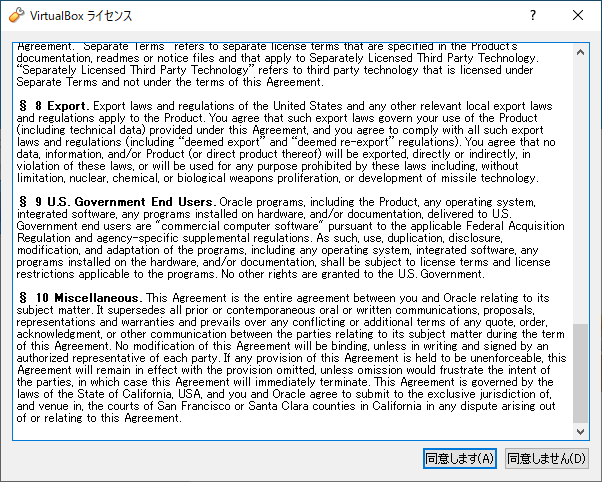 VirtualBox ライセンス
Agreement. "Separate Terms" refers to separate license terms that are specified in the Product's
documentation, readmes or notice files and that apply to Separately Licensed Third Party Technology.
“Separately Licensed Third Party Technology” refers to third party technology that is licensed under
Separate Terms and not under the terms of this Agreement.
§ 8 Export. Export laws and regulations of the United States and any other relevant local export laws
and regulations apply to the Product. You agree that such export laws govern your use of the Product
(including technical data) provided under this Agreement, and you agree to comply with all such export
laws and regulations (including “deemed export” and “deemed re-export” regulations). You agree that no
data, information, and/or Product (or direct product thereof) will be exported, directly or indirectly, in
violation of these laws, or will be used for any purpose prohibited by these laws including, without
limitation, nuclear, chemical, or biological weapons proliferation, or development of missile technology.
§ 9 U.S. Government End Users. Oracle programs, including the Product, any operating system,
integrated software, any programs installed on hardware, and/or documentation, delivered to U.S.
Government end users are "commercial computer software" pursuant to the applicable Federal Acquisition
Regulation and agency-specific supplemental regulations. As such, use, duplication, disclosure,
modification, and adaptation of the programs, including any operating system, integrated software, any
programs installed on the hardware, and/or documentation, shall be subject to license terms and license
restrictions applicable to the programs. No other rights are granted to the U.S. Government.
§ 10 Miscellaneous. This Agreement is the entire agreement between you and Oracle relating to its
subject matter. It supersedes all prior or contemporaneous oral or written communications, proposals,
representations and warranties and prevails over any conflicting or additional terms of any quote, order,
acknowledgment, or other communication between the parties relating to its subject matter during the term
of this Agreement. No modification of this Agreement will be binding, unless in writing and signed by an
authorized representative of each party. If any provision of this Agreement is held to be unenforceable, this
Agreement will remain in effect with the provision omitted, unless omission would frustrate the intent of
the parties, in which case this Agreement will immediately terminate. This Agreement is governed by the
laws of the State of California, USA, and you and Oracle agree to submit to the exclusive jurisdiction of,
and venue in, the courts of San Francisco or Santa Clara counties in California in any dispute arising out
of or relating to this Agreement.
同意します(A) 同意しません(D)